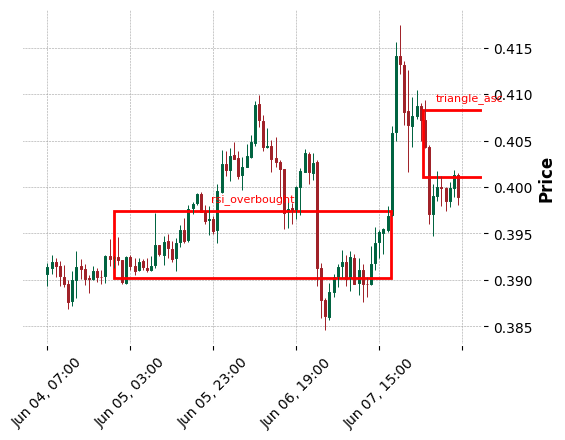 0.415
triangle_asc
0.410
0.405
0.400
rsi_overbought
0.395
0.390
0.385
Price
Jun 04, 07:00
Jun 05, 03:00
Jun 05, 23:00
Jun 06, 19:00
Jun 07, 15:00